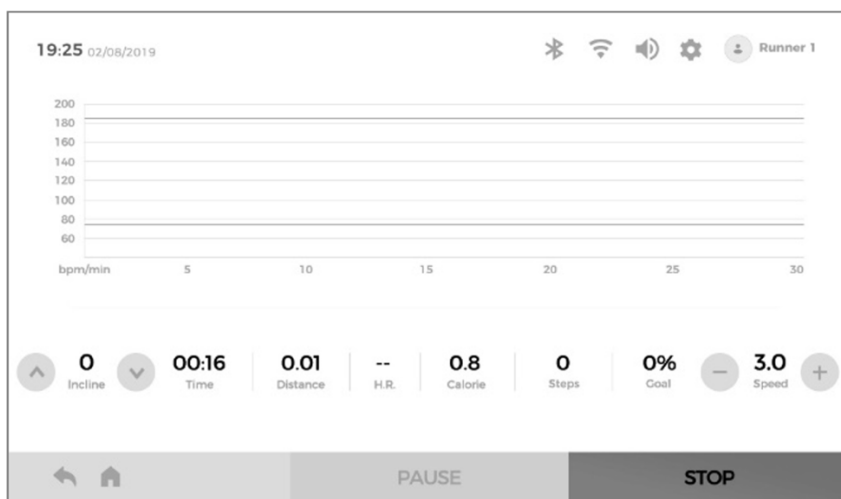 19:25 02/08/2019
Runner 1
200
180
160
140
120
100
80
60
bpm/min 5 10 15 20 25 30
0 00:16 0.01 -- 0.8 0 0% 3.0
Incline Time Distance H.R. Calorie Steps Goal Speed
PAUSE STOP